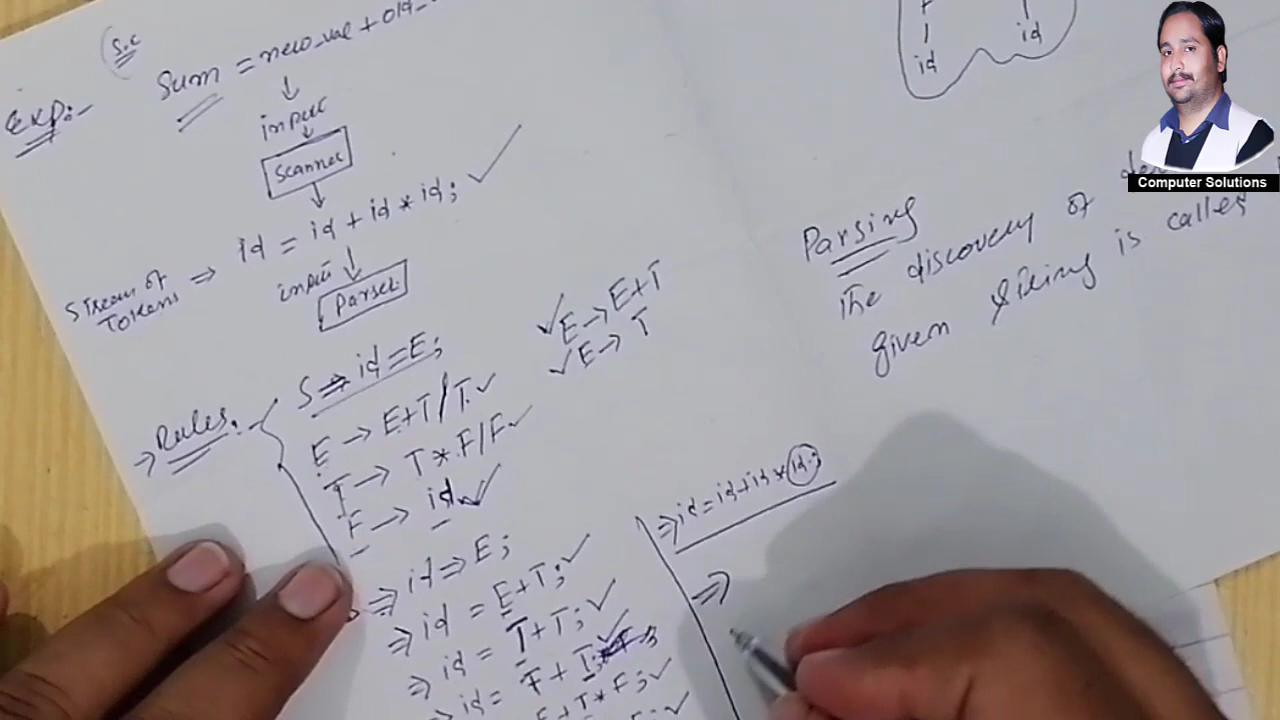 S.C
Exp:-
Sum = new_val + old_
input
Scanner
Stream of Tokens ⇒ id = id + id * id;
input
Parser
Rules:
S ⇒ id = E;
E → E+T / T
T → T * F / F
F → id
E → E+T
E → T
⇒ id ⇒ E;
⇒ id = E+T;
⇒ id = T+T;
⇒ id = F + T;
F+T*F;
⇒ id = id + id * id;
⇒
id
id
Parsing
The discovery of
given string is called
Computer Solutions